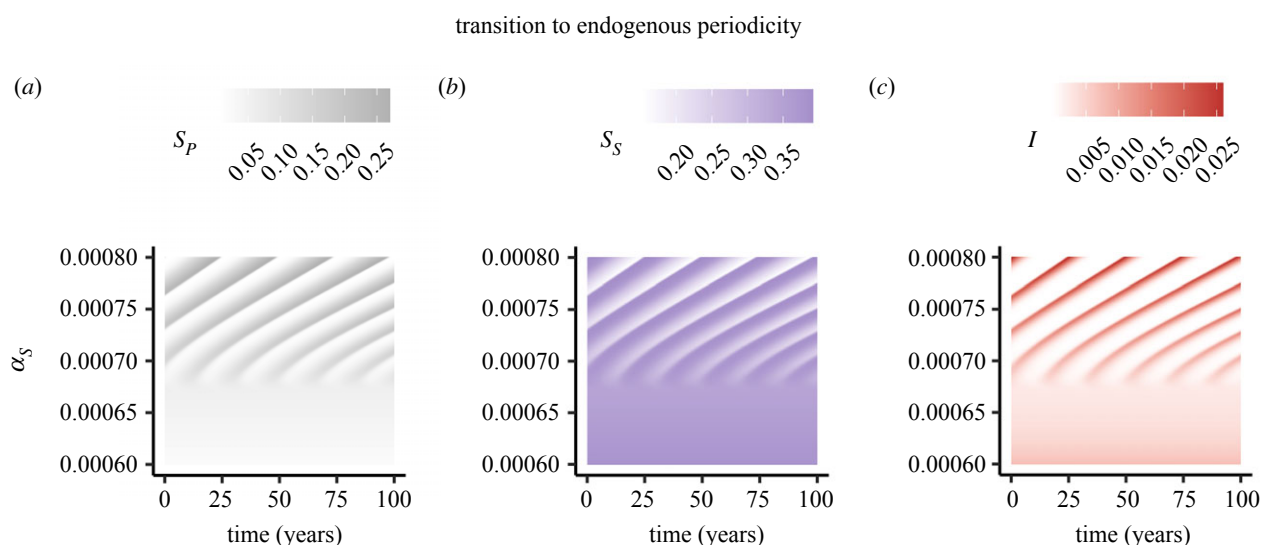 transition to endogenous periodicity
(a)
S_P
0.05 0.10 0.15 0.20 0.25
(b)
S_S
0.20 0.25 0.30 0.35
(c)
I
0.005 0.010 0.015 0.020 0.025
α_S
0.00080
0.00075
0.00070
0.00065
0.00060
0 25 50 75 100
time (years)
0.00080
0.00075
0.00070
0.00065
0.00060
0 25 50 75 100
time (years)
0.00080
0.00075
0.00070
0.00065
0.00060
0 25 50 75 100
time (years)